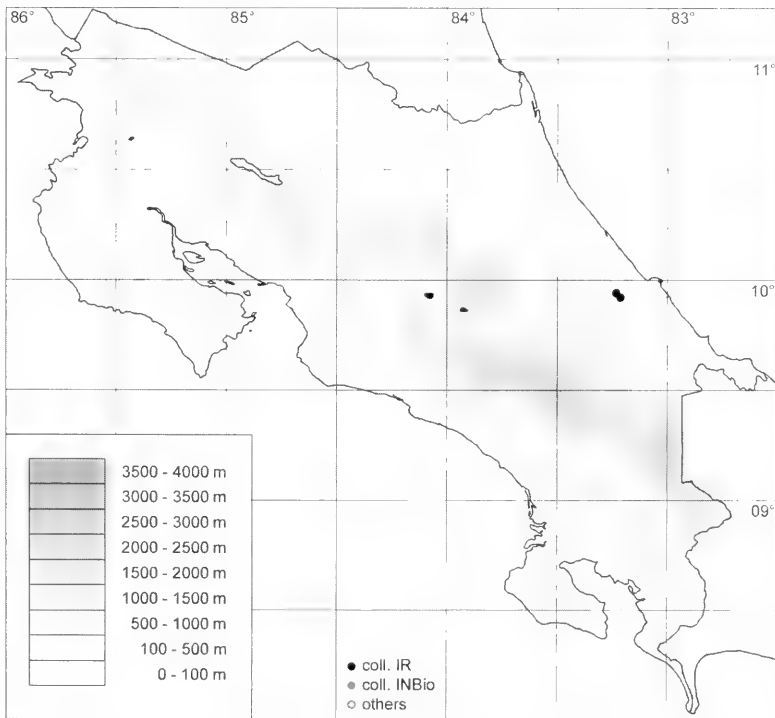 86° 85° 84° 83°
11°
10°
09°
3500 - 4000 m
3000 - 3500 m
2500 - 3000 m
2000 - 2500 m
1500 - 2000 m
1000 - 1500 m
500 - 1000 m
100 - 500 m
0 - 100 m
coll. IR
coll. INBio
others